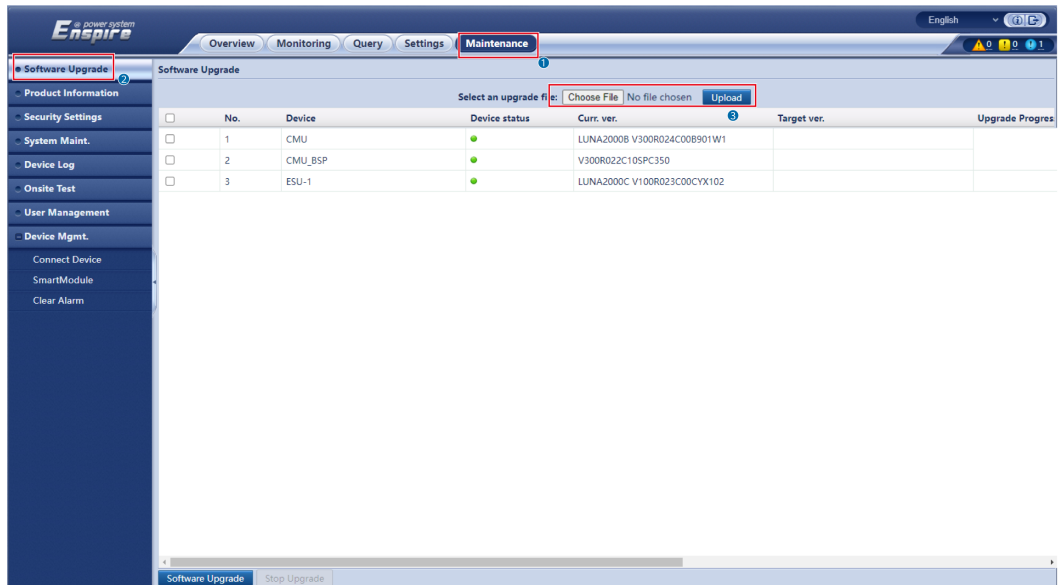 English
Enspire e power system
Overview Monitoring Query Settings Maintenance
0 0 1
1
Software Upgrade
2
Software Upgrade
Product Information
Select an upgrade file: Choose File No file chosen Upload
3
Security Settings
No. Device Device status Curr. ver. Target ver. Upgrade Progres
System Maint.
1 CMU LUNA2000B V300R024C00B901W1
Device Log
2 CMU_BSP V300R022C10SPC350
Onsite Test
3 ESU-1 LUNA2000C V100R023C00CYX102
User Management
Device Mgmt.
Connect Device
SmartModule
Clear Alarm
Software Upgrade Stop Upgrade